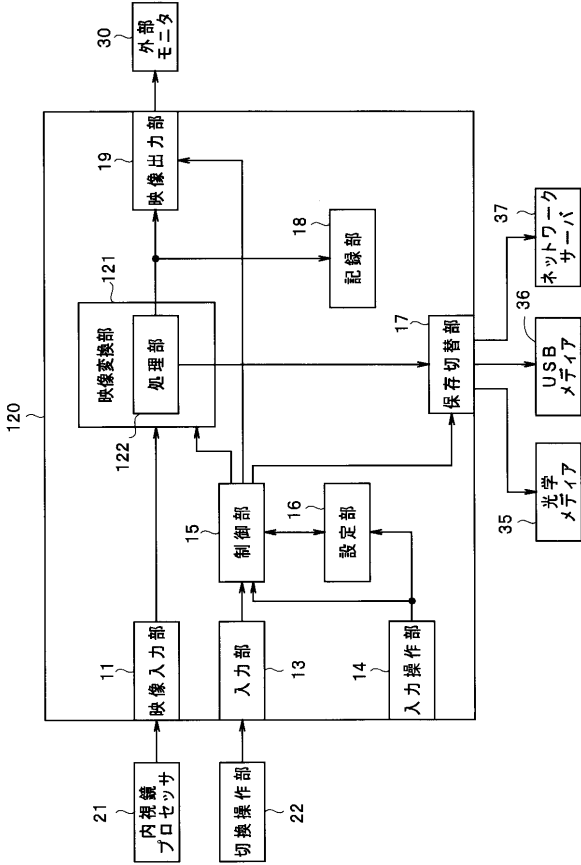 120
21
内視鏡
プロセッサ
22
切換操作部
11
映像入力部
13
入力部
14
入力操作部
15
制御部
16
設定部
121
映像変換部
122
処理部
17
保存切替部
18
記録部
19
映像出力部
30
外部
モニタ
35
光学
メディア
36
USB
メディア
37
ネットワーク
サーバ